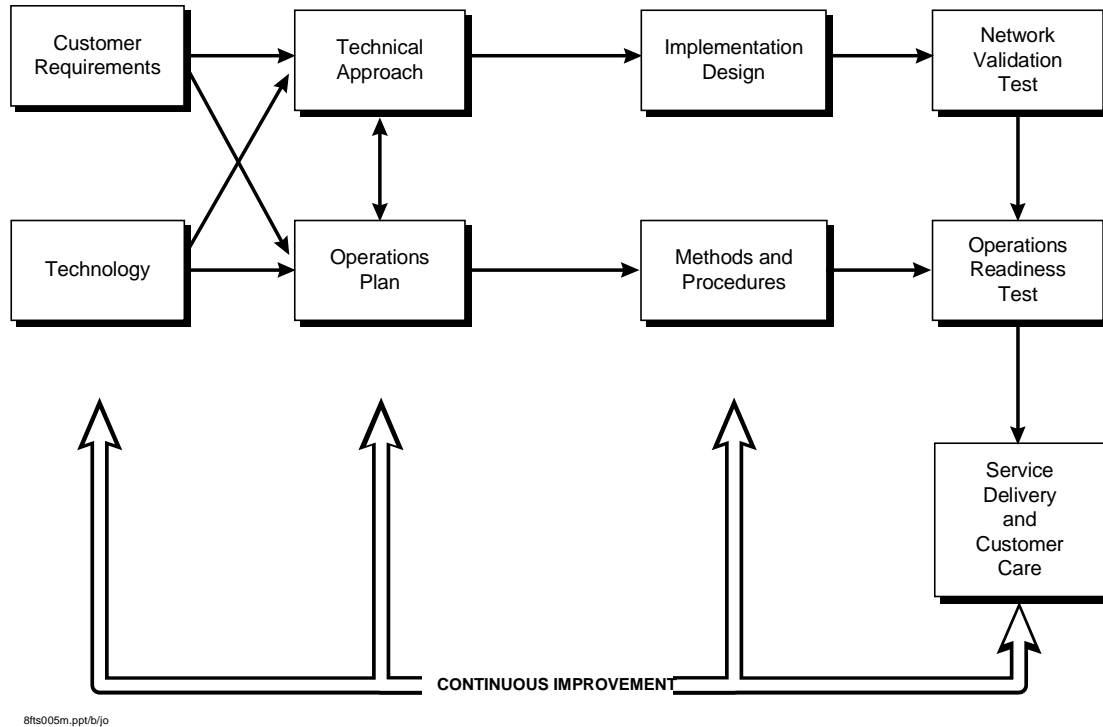 Customer
Requirements
Technical
Approach
Implementation
Design
Network
Validation
Test
Technology
Operations
Plan
Methods and
Procedures
Operations
Readiness
Test
Service
Delivery
and
Customer
Care
CONTINUOUS IMPROVEMENT
8fts005m.ppt/b/jo